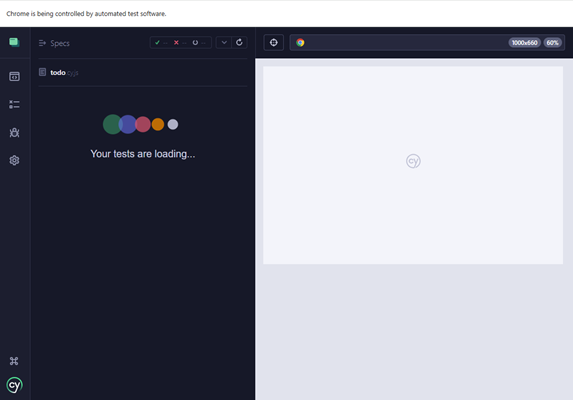 Chrome is being controlled by automated test software.
Specs
-- -- --
1000x660 60%
todo.cy.js
Your tests are loading...
cy
cy